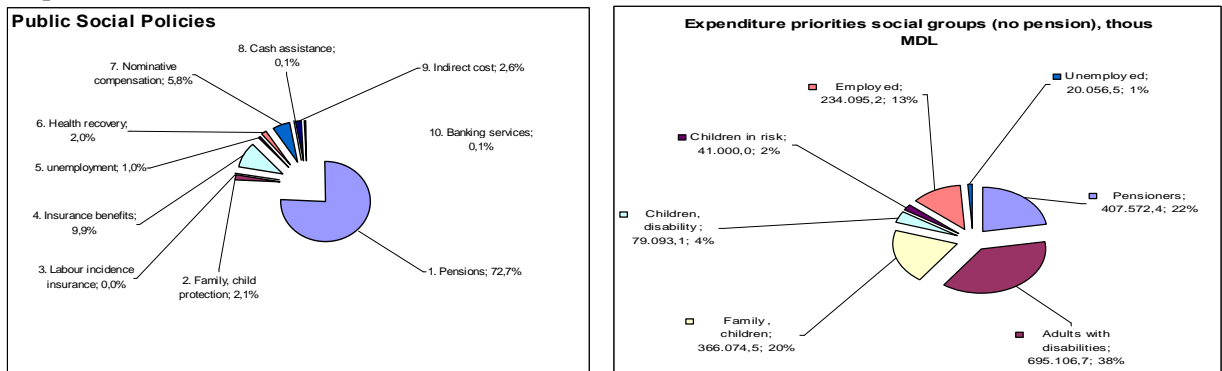 Public Social Policies
8. Cash assistance;
0,1%
7. Nominative
compensation; 5,8%
9. Indirect cost; 2,6%
6. Health recovery;
2,0%
10. Banking services;
0,1%
5. unemployment; 1,0%
4. Insurance benefits;
9,9%
3. Labour incidence
insurance; 0,0%
2. Family, child
protection; 2,1%
1. Pensions; 72,7%
Expenditure priorities social groups (no pension), thous
MDL
Unemployed;
20.056,5; 1%
Employed;
234.095,2; 13%
Children in risk;
41.000,0; 2%
Pensioners;
407.572,4; 22%
Children,
disability;
79.093,1; 4%
Family,
children;
366.074,5; 20%
Adults with
disabilities;
695.106,7; 38%